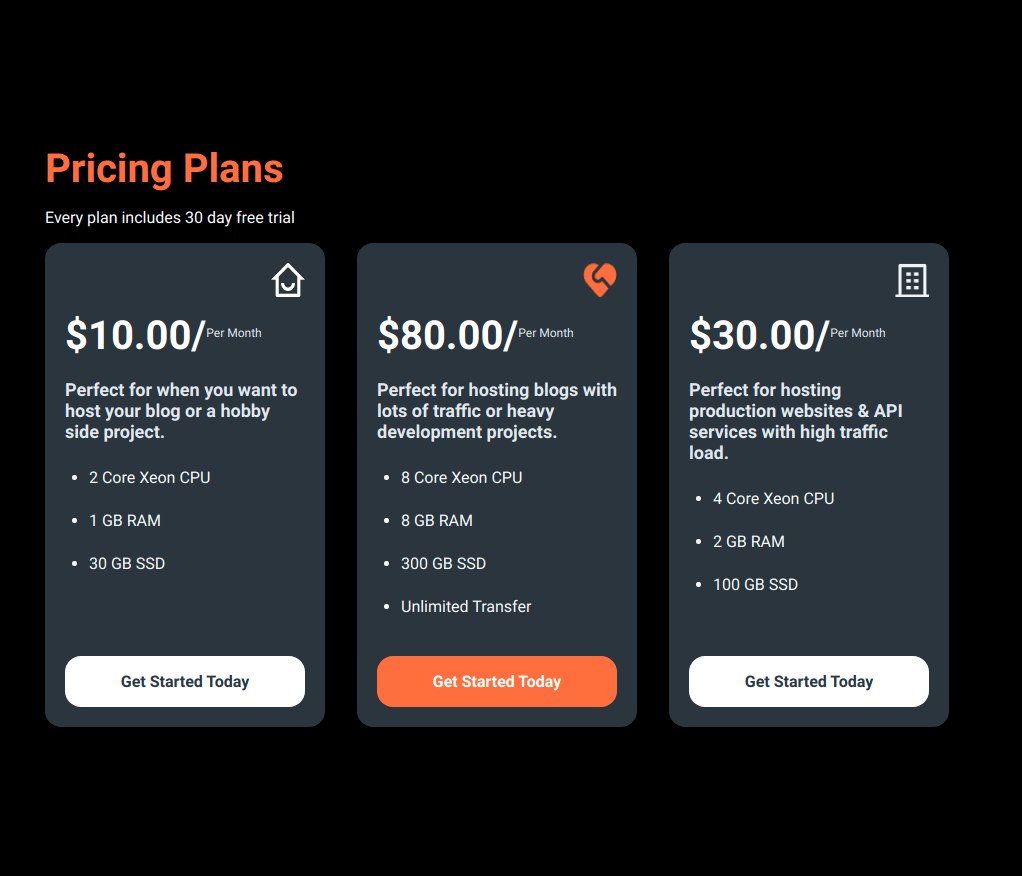 Pricing Plans
Every plan includes 30 day free trial
$10.00/Per Month
Perfect for when you want to
host your blog or a hobby
side project.
2 Core Xeon CPU
1 GB RAM
30 GB SSD
Get Started Today
$80.00/Per Month
Perfect for hosting blogs with
lots of traffic or heavy
development projects.
8 Core Xeon CPU
8 GB RAM
300 GB SSD
Unlimited Transfer
Get Started Today
$30.00/Per Month
Perfect for hosting
production websites & API
services with high traffic
load.
4 Core Xeon CPU
2 GB RAM
100 GB SSD
Get Started Today